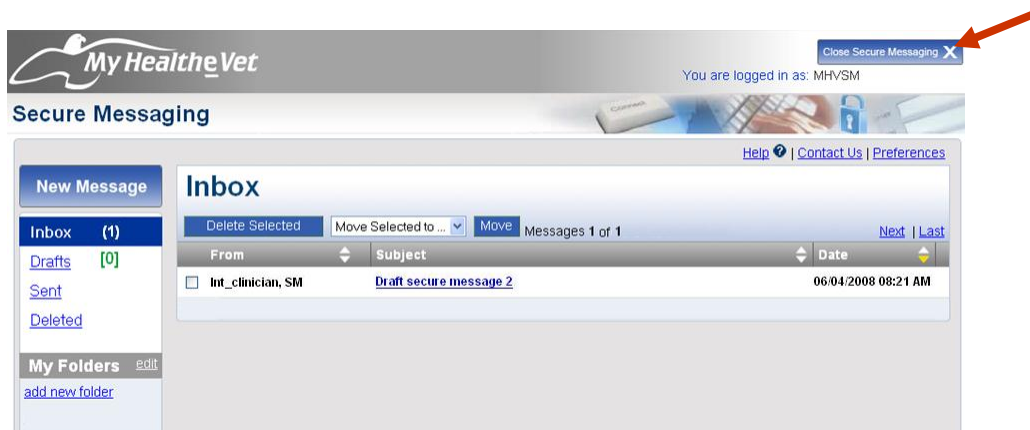 My HealtheVet
Close Secure Messaging X
You are logged in as: MHVSM
Secure Messaging
Connect
Help ? | Contact Us | Preferences
New Message
Inbox (1)
Drafts [0]
Sent
Deleted
My Folders edit
add new folder
Inbox
Delete Selected Move Selected to ... Move Messages 1 of 1 Next | Last
From Subject Date
Int_clinician, SM Draft secure message 2 06/04/2008 08:21 AM